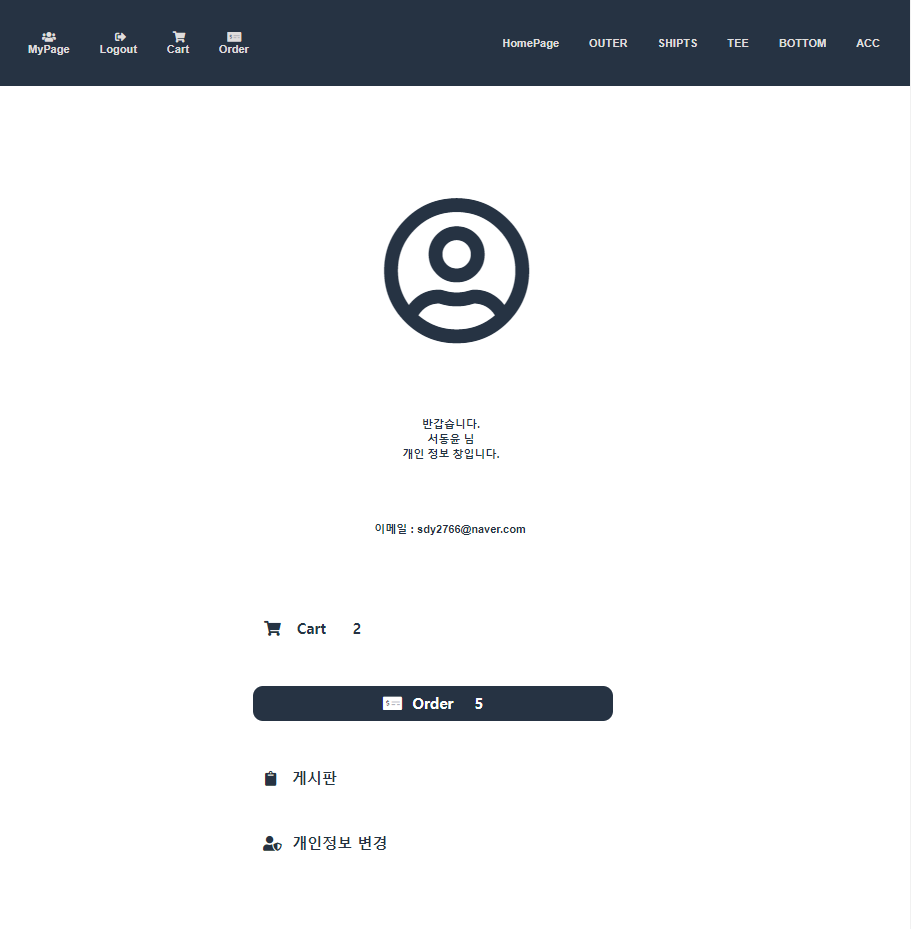 MyPage Logout Cart Order HomePage OUTER SHIPTS TEE BOTTOM ACC
반갑습니다.
서동윤 님
개인 정보 창입니다.
이메일 : sdy2766@naver.com
Cart 2
Order 5
게시판
개인정보 변경